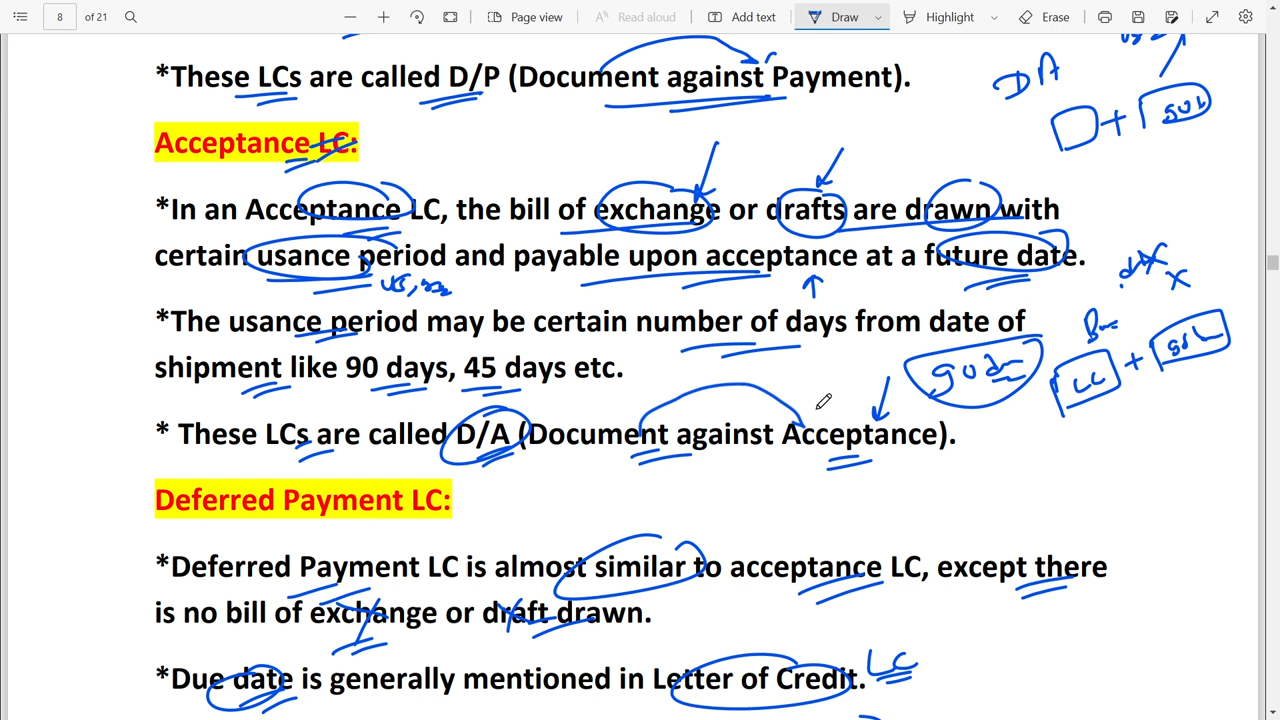 8 of 21
Page view
Read aloud
Add text
Draw
Highlight
Erase
*These LCs are called D/P (Document against Payment).
DA
Acceptance LC:
*In an Acceptance LC, the bill of exchange or drafts are drawn with
certain usance period and payable upon acceptance at a future date.
*The usance period may be certain number of days from date of
shipment like 90 days, 45 days etc.
LC +
* These LCs are called D/A (Document against Acceptance).
Deferred Payment LC:
*Deferred Payment LC is almost similar to acceptance LC, except there
is no bill of exchange or draft drawn.
*Due date is generally mentioned in Letter of Credit.
LC